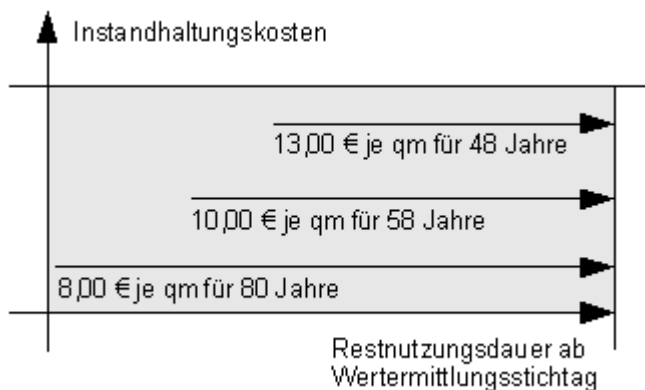 Instandhaltungskosten
13,00 € je qm für 48 Jahre
10,00 € je qm für 58 Jahre
8,00 € je qm für 80 Jahre
Restnutzungsdauer ab
Wertermittlungsstichtag